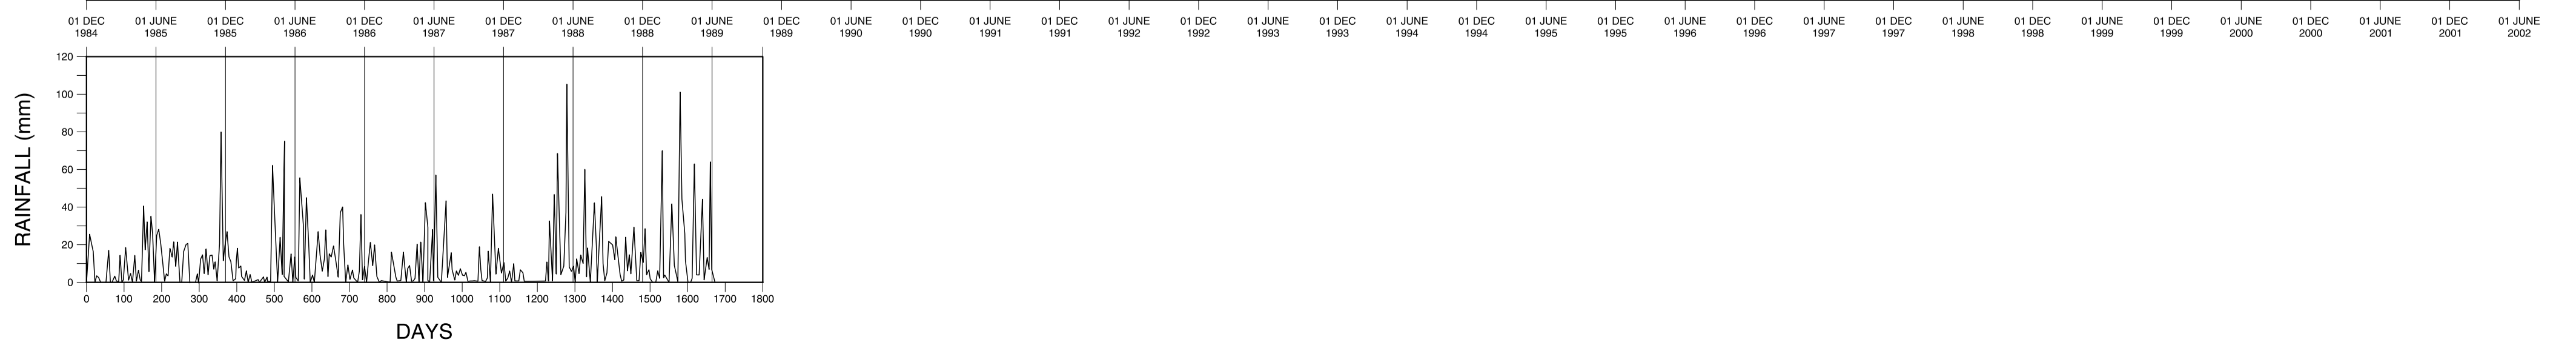 01 DEC 01 JUNE 01 DEC 01 JUNE 01 DEC 01 JUNE 01 DEC 01 JUNE 01 DEC 01 JUNE 01 DEC 01 JUNE 01 DEC 01 JUNE 01 DEC 01 JUNE 01 DEC 01 JUNE 01 DEC 01 JUNE 01 DEC 01 JUNE 01 DEC 01 JUNE 01 DEC 01 JUNE 01 DEC 01 JUNE 01 DEC 01 JUNE 01 DEC 01 JUNE 01 DEC 01 JUNE 01 DEC 01 JUNE
1984 1985 1985 1986 1986 1987 1987 1988 1988 1989 1989 1990 1990 1991 1991 1992 1992 1993 1993 1994 1994 1995 1995 1996 1996 1997 1997 1998 1998 1999 1999 2000 2000 2001 2001 2002
120
100
80
60
40
20
0
RAINFALL (mm)
0 100 200 300 400 500 600 700 800 900 1000 1100 1200 1300 1400 1500 1600 1700 1800
DAYS